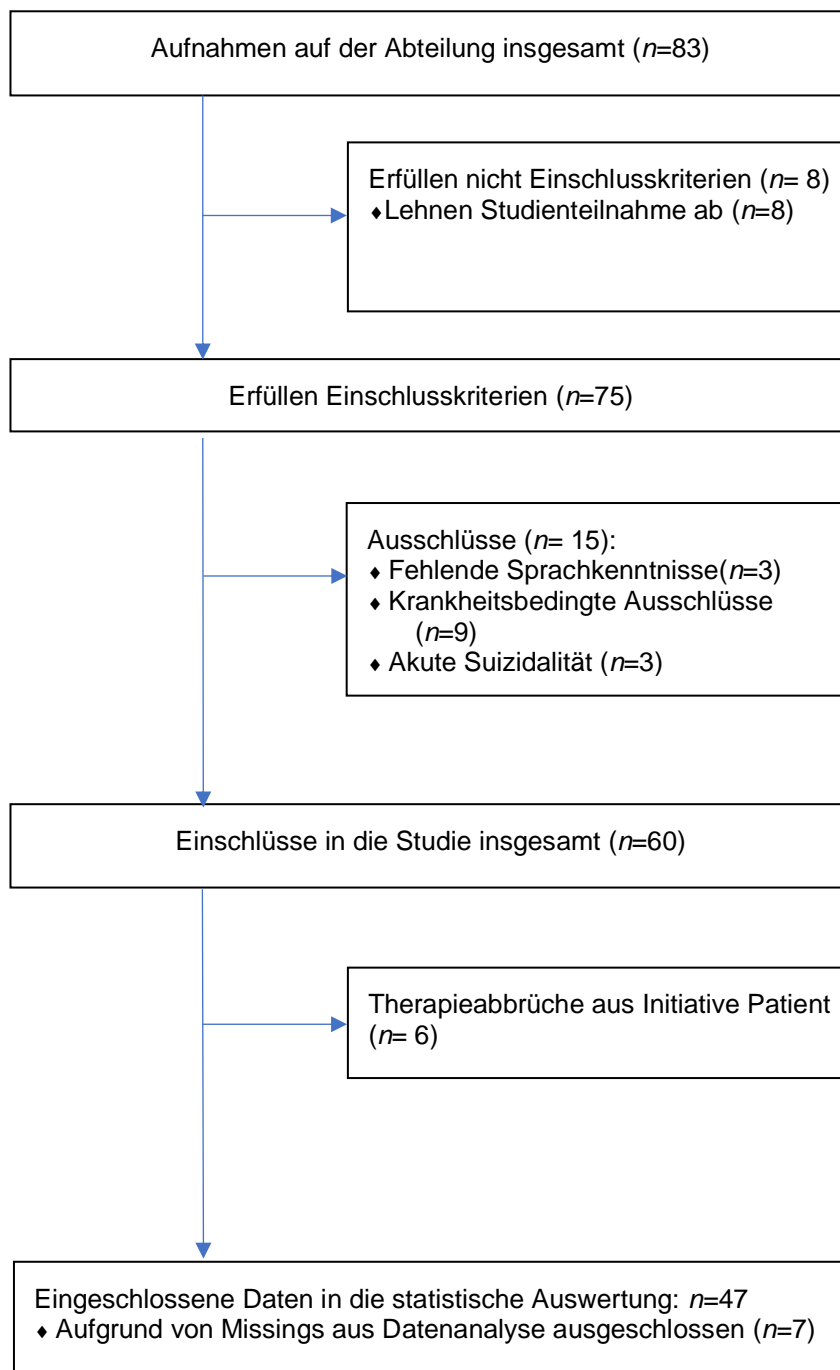 Aufnahmen auf der Abteilung insgesamt (n=83)
Erfüllen nicht Einschlusskriterien (n= 8)
♦Lehnen Studienteilnahme ab (n=8)
Erfüllen Einschlusskriterien (n=75)
Ausschlüsse (n= 15):
♦ Fehlende Sprachkenntnisse(n=3)
♦ Krankheitsbedingte Ausschlüsse
(n=9)
♦ Akute Suizidalität (n=3)
Einschlüsse in die Studie insgesamt (n=60)
Therapieabbrüche aus Initiative Patient
(n= 6)
Eingeschlossene Daten in die statistische Auswertung: n=47
♦ Aufgrund von Missings aus Datenanalyse ausgeschlossen (n=7)